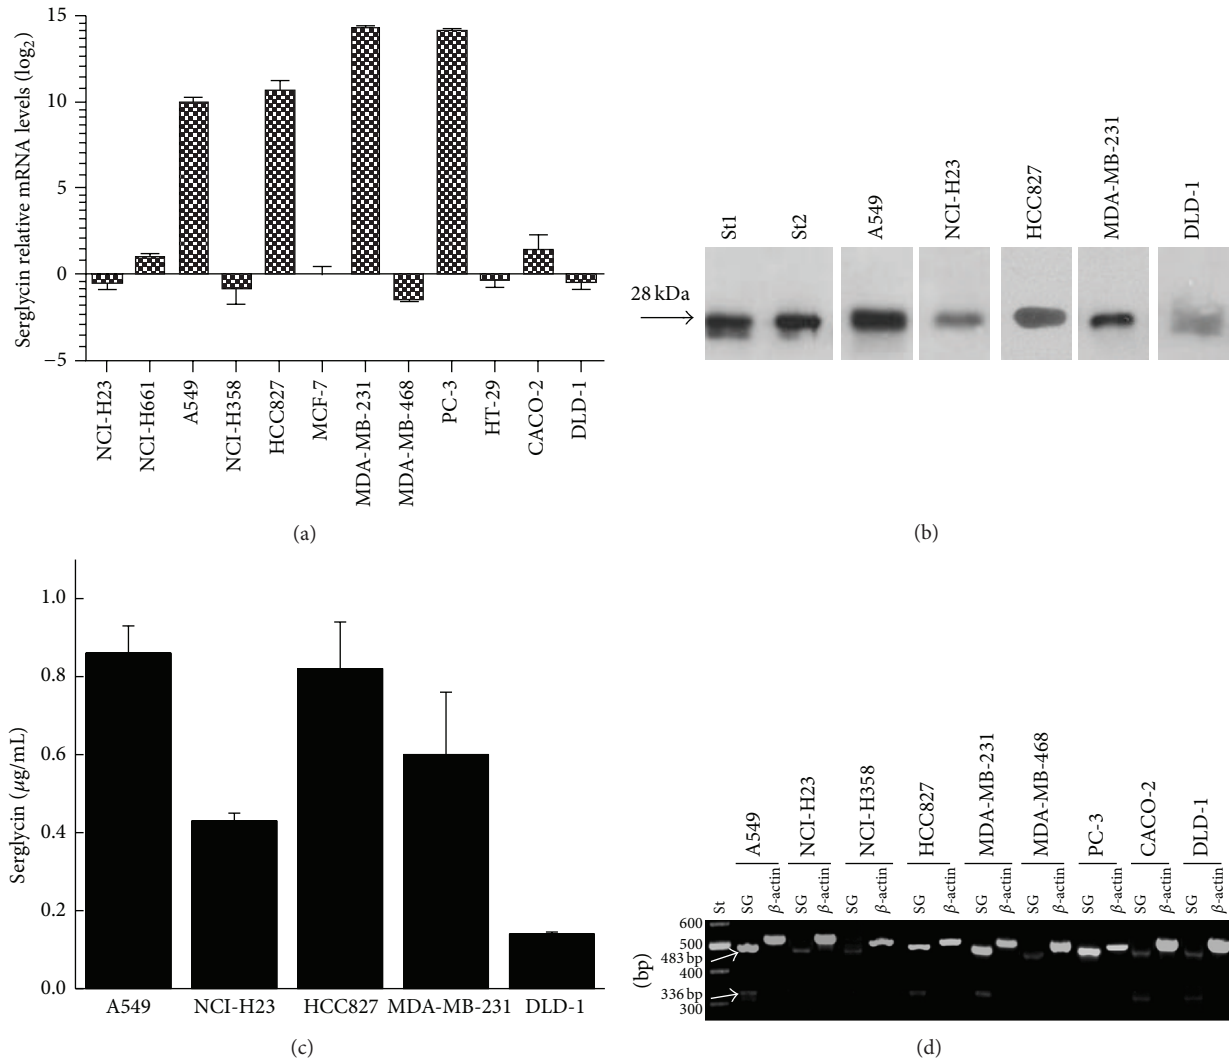 Serglycin relative mRNA levels (log2)
15
10
5
0
−5
NCI-H23
NCI-H661
A549
NCI-H358
HCC827
MCF-7
MDA-MB-231
MDA-MB-468
PC-3
HT-29
CACO-2
DLD-1
(a)
St1
St2
A549
NCI-H23
HCC827
MDA-MB-231
DLD-1
28 kDa
(b)
Serglycin (μg/mL)
1.0
0.8
0.6
0.4
0.2
0.0
A549
NCI-H23
HCC827
MDA-MB-231
DLD-1
(c)
A549
NCI-H23
NCI-H358
HCC827
MDA-MB-231
MDA-MB-468
PC-3
CACO-2
DLD-1
St
SG
β-actin
SG
β-actin
SG
β-actin
SG
β-actin
SG
β-actin
SG
β-actin
SG
β-actin
SG
β-actin
SG
β-actin
(bp)
600
500
483 bp
400
336 bp
300
(d)